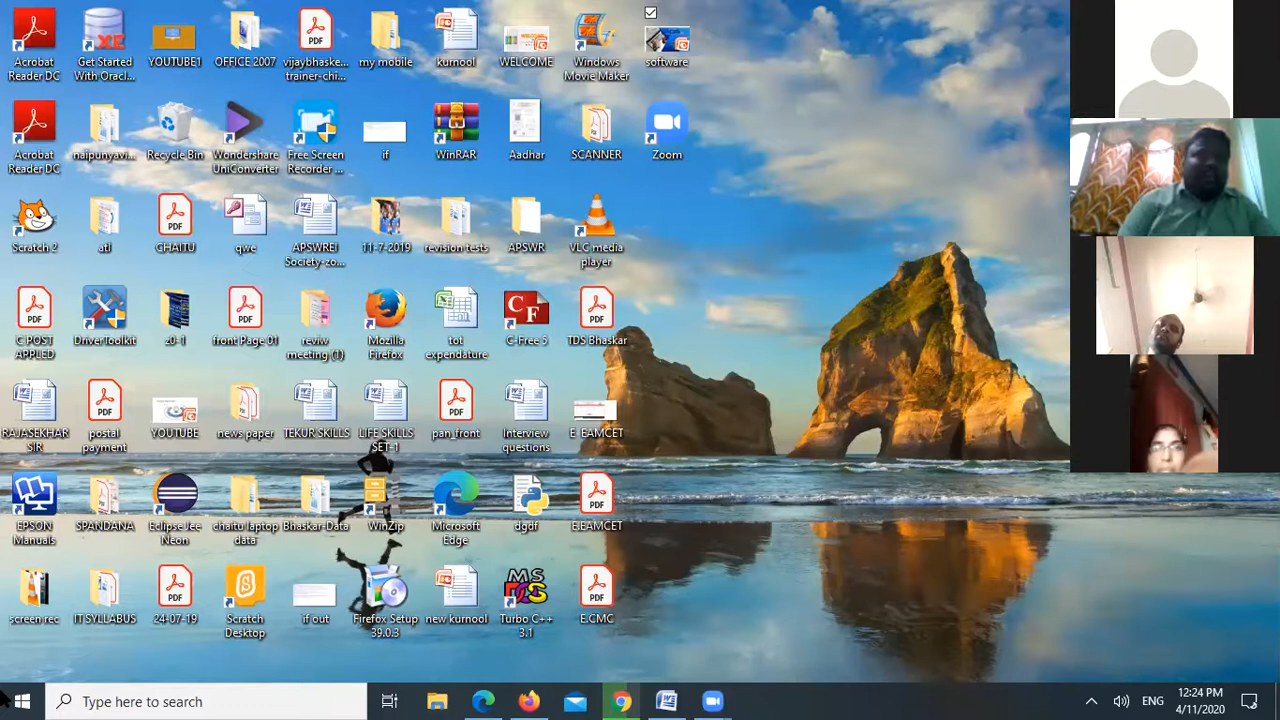 Acrobat
Reader DC
Get Started
With Oracl...
YOUTUBE1
OFFICE 2007
vijaybhaske...
trainer-chi...
my mobile
kurnool
WELCOME
Windows
Movie Maker
software
Acrobat
Reader DC
naipunyavi...
Recycle Bin
Wondershare
UniConverter
Free Screen
Recorder ...
if
WinRAR
Aadhar
SCANNER
Zoom
Scratch 2
atl
CHAITU
qwe
APSWREI
Society-zo...
11-7-2019
revision tests
APSWR
VLC media
player
C POST
APPLED
DriverToolkit
z0-1
front Page 01
reviw
meeting (1)
Mozilla
Firefox
tot
expendature
C-Free 5
TDS Bhaskar
RAJASEKHAR
SIR
postal
payment
YOUTUBE
news paper
TEKUR SKILLS
LIFE SKILLS
SET-1
pan_front
Interview
questions
E EAMCET
EPSON
Manuals
SPANDANA
Eclipse Jee
Neon
chaitu laptop
data
Bhaskar-Data
WinZip
Microsoft
Edge
dgdf
E.EAMCET
screen rec
IT SYLLABUS
24-07-19
Scratch
Desktop
if out
Firefox Setup
39.0.3
new kurnool
Turbo C++
3.1
E.CMC
Type here to search
ENG
12:24 PM
4/11/2020